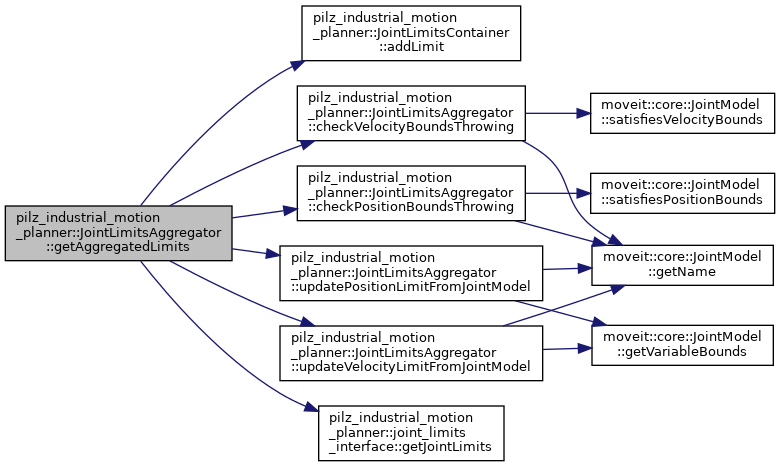 pilz_industrial_motion
_planner::JointLimitsAggregator
::getAggregatedLimits
pilz_industrial_motion
_planner::JointLimitsContainer
::addLimit
pilz_industrial_motion
_planner::JointLimitsAggregator
::checkVelocityBoundsThrowing
pilz_industrial_motion
_planner::JointLimitsAggregator
::checkPositionBoundsThrowing
pilz_industrial_motion
_planner::JointLimitsAggregator
::updatePositionLimitFromJointModel
pilz_industrial_motion
_planner::JointLimitsAggregator
::updateVelocityLimitFromJointModel
pilz_industrial_motion
_planner::joint_limits
_interface::getJointLimits
moveit::core::JointModel
::satisfiesVelocityBounds
moveit::core::JointModel
::satisfiesPositionBounds
moveit::core::JointModel
::getName
moveit::core::JointModel
::getVariableBounds